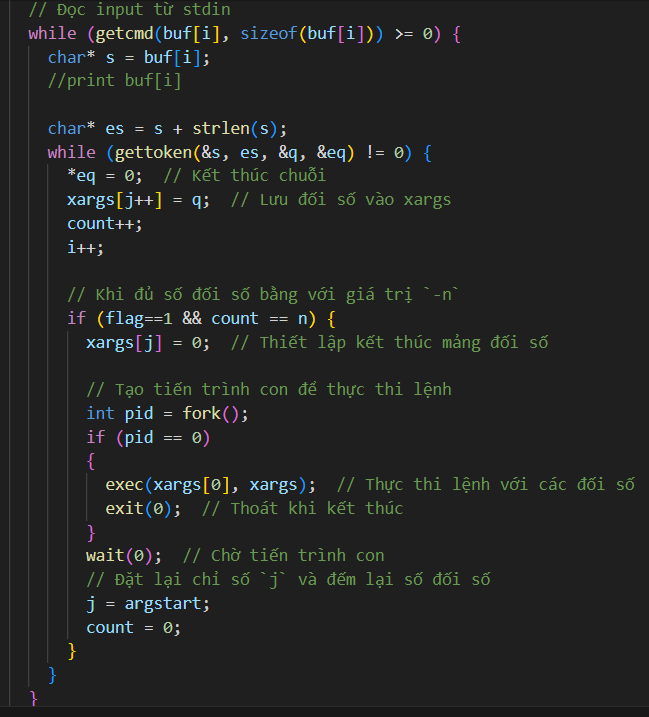 // Đọc input từ stdin
while (getcmd(buf[i], sizeof(buf[i])) >= 0) {
char* s = buf[i];
//print buf[i]
char* es = s + strlen(s);
while (gettoken(&s, es, &q, &eq) != 0) {
*eq = 0;  // Kết thúc chuỗi
xargs[j++] = q;  // Lưu đối số vào xargs
count++;
i++;
// Khi đủ số đối số bằng với giá trị `-n`
if (flag==1 && count == n) {
xargs[j] = 0;  // Thiết lập kết thúc mảng đối số
// Tạo tiến trình con để thực thi lệnh
int pid = fork();
if (pid == 0)
{
exec(xargs[0], xargs);  // Thực thi lệnh với các đối số
exit(0);  // Thoát khi kết thúc
}
wait(0);  // Chờ tiến trình con
// Đặt lại chỉ số `j` và đếm lại số đối số
j = argstart;
count = 0;
}
}
}